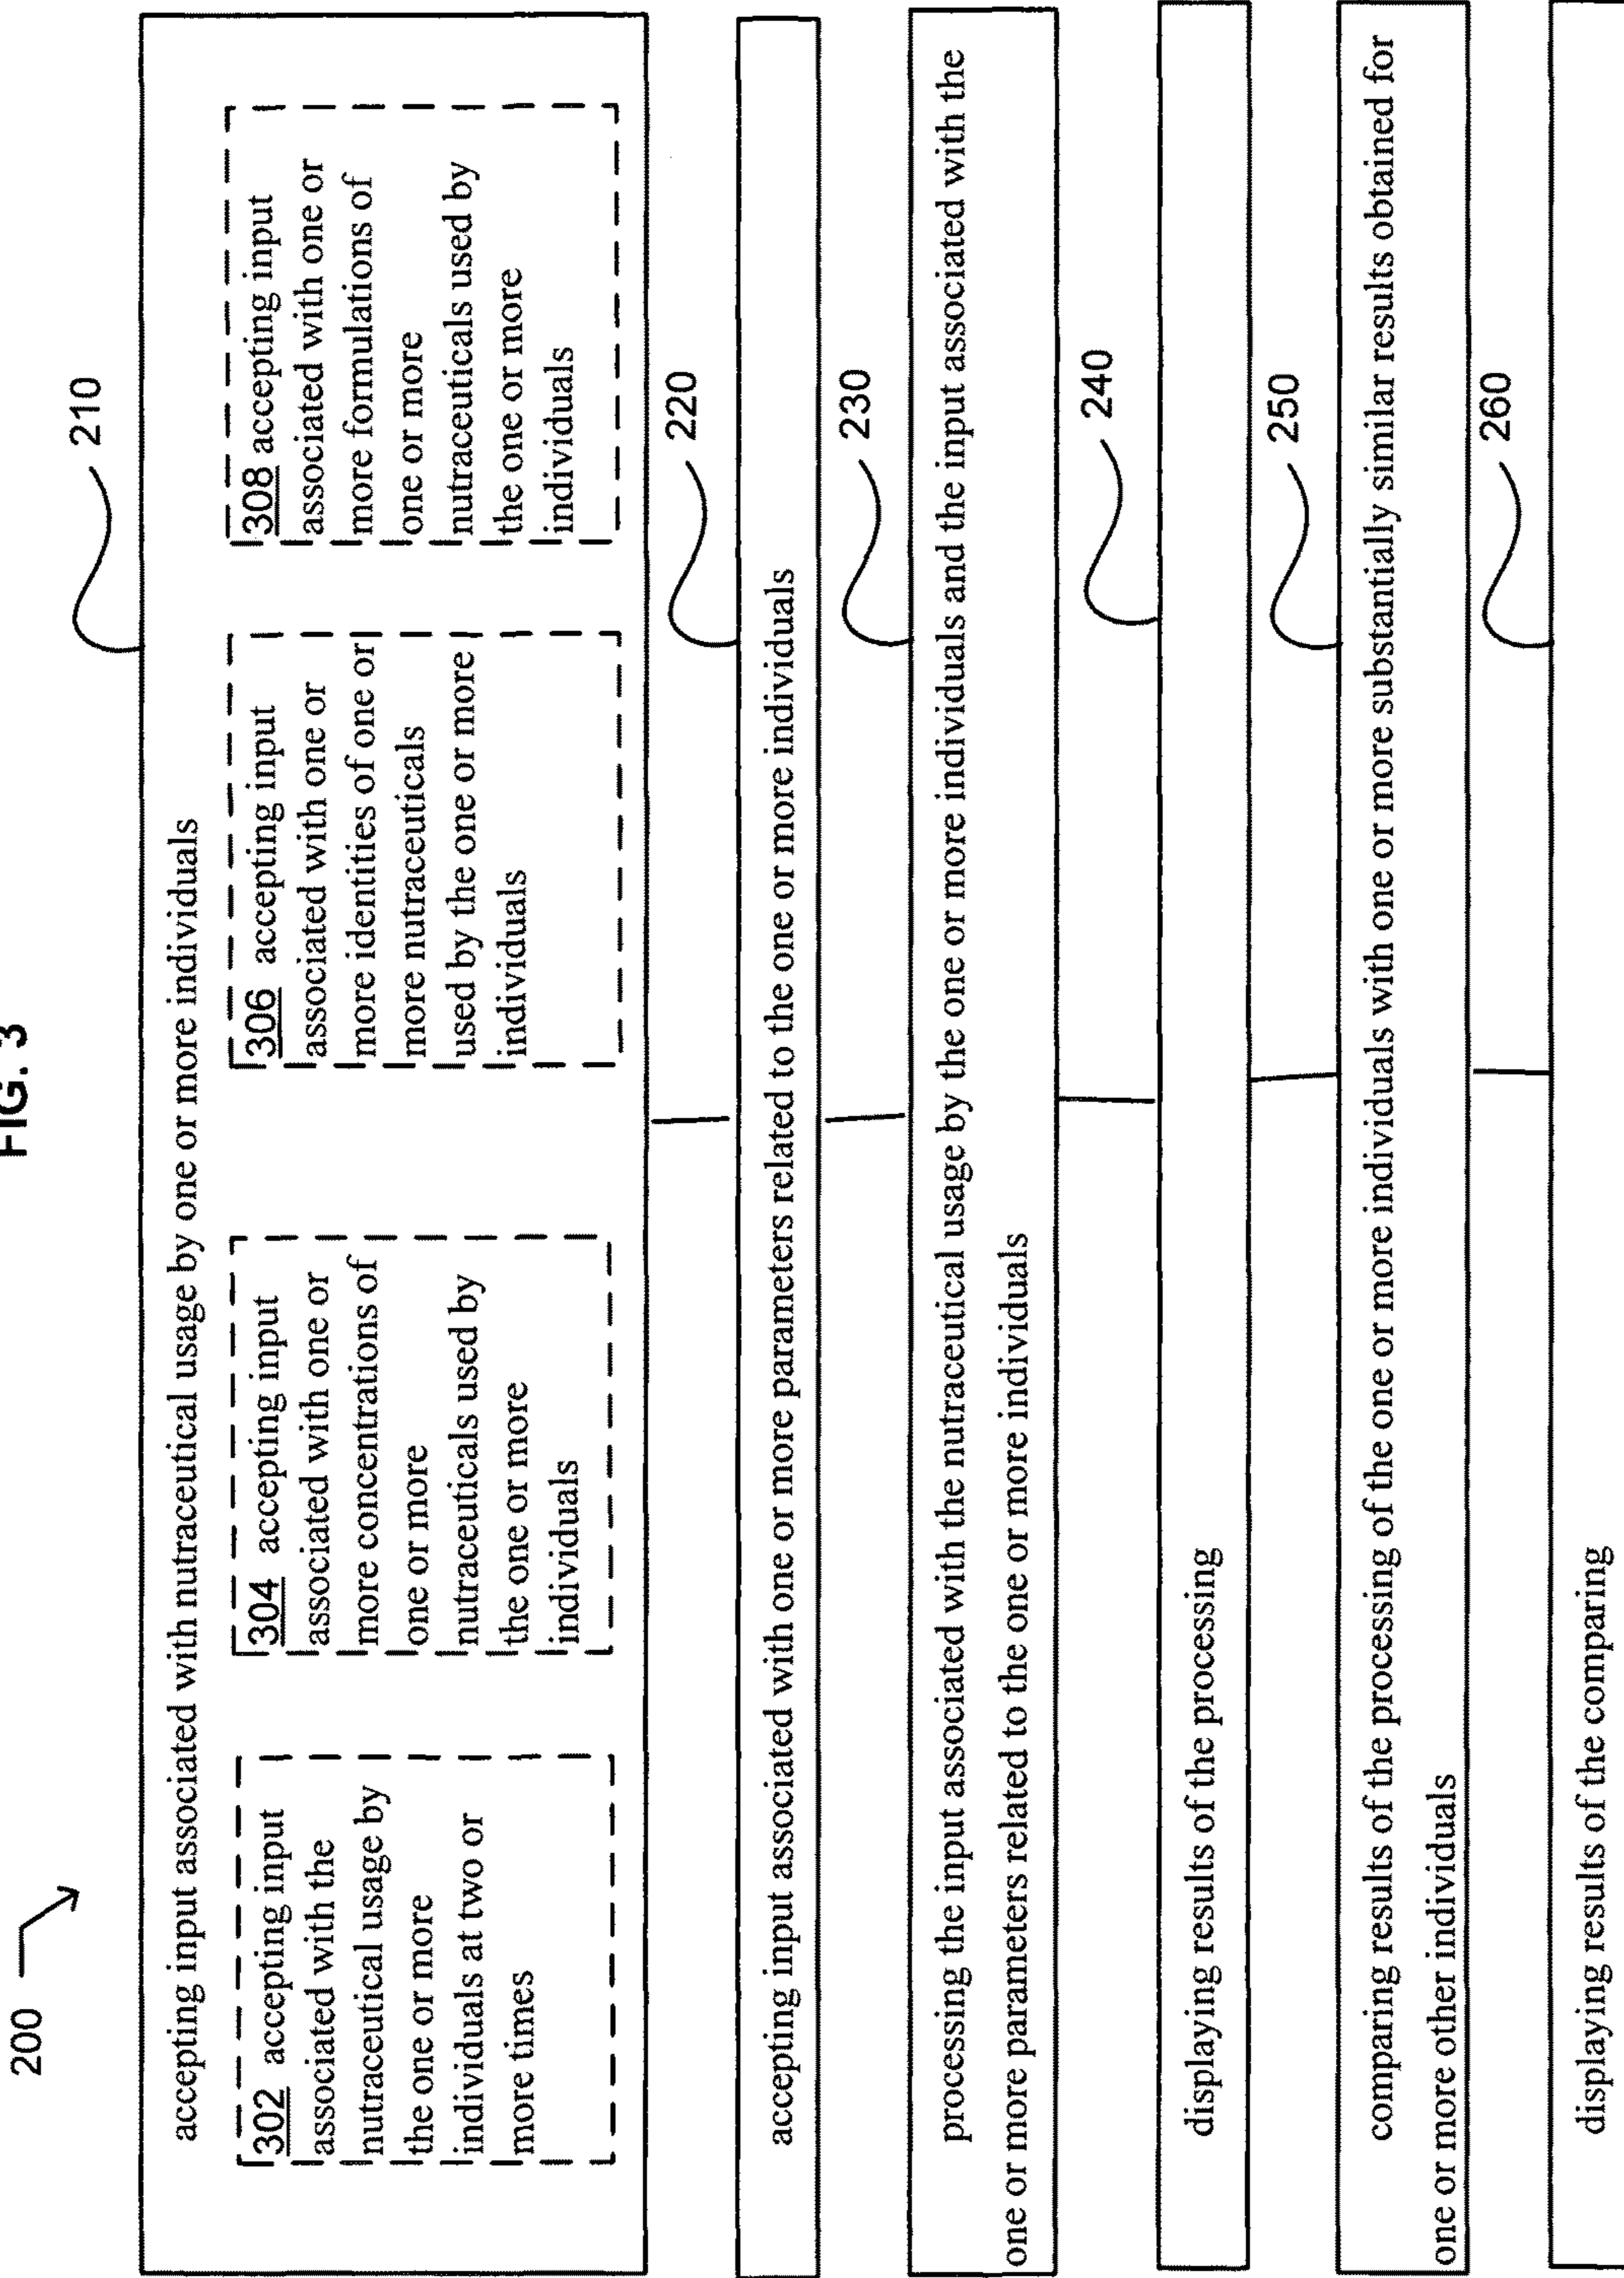 FIG. 3
200
210
accepting input associated with nutraceutical usage by one or more individuals
302 accepting input
associated with the
nutraceutical usage by
the one or more
individuals at two or
more times
304 accepting input
associated with one or
more concentrations of
one or more
nutraceuticals used by
the one or more
individuals
306 accepting input
associated with one or
more identities of one or
more nutraceuticals
used by the one or more
individuals
308 accepting input
associated with one or
more formulations of
one or more
nutraceuticals used by
the one or more
individuals
220
accepting input associated with one or more parameters related to the one or more individuals
230
processing the input associated with the nutraceutical usage by the one or more individuals and the input associated with the
one or more parameters related to the one or more individuals
240
displaying results of the processing
250
comparing results of the processing of the one or more individuals with one or more substantially similar results obtained for
one or more other individuals
260
displaying results of the comparing